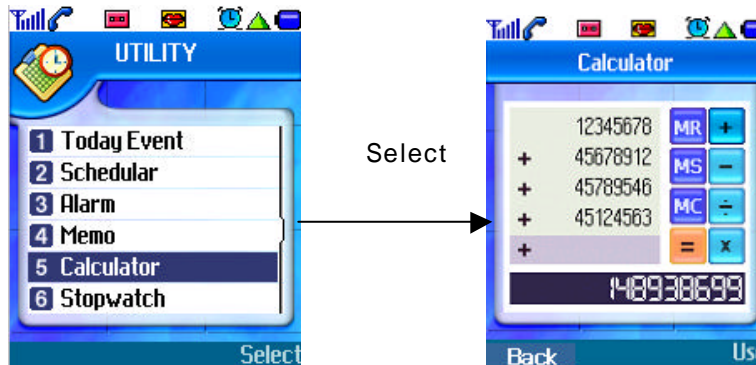 UTILITY
1 Today Event
2 Schedular
3 Alarm
4 Memo
5 Calculator
6 Stopwatch
Select
Select
Calculator
12345678
+ 45678912
+ 45789546
+ 45124563
+
MR +
MS -
MC ÷
= x
148938699
Back Us